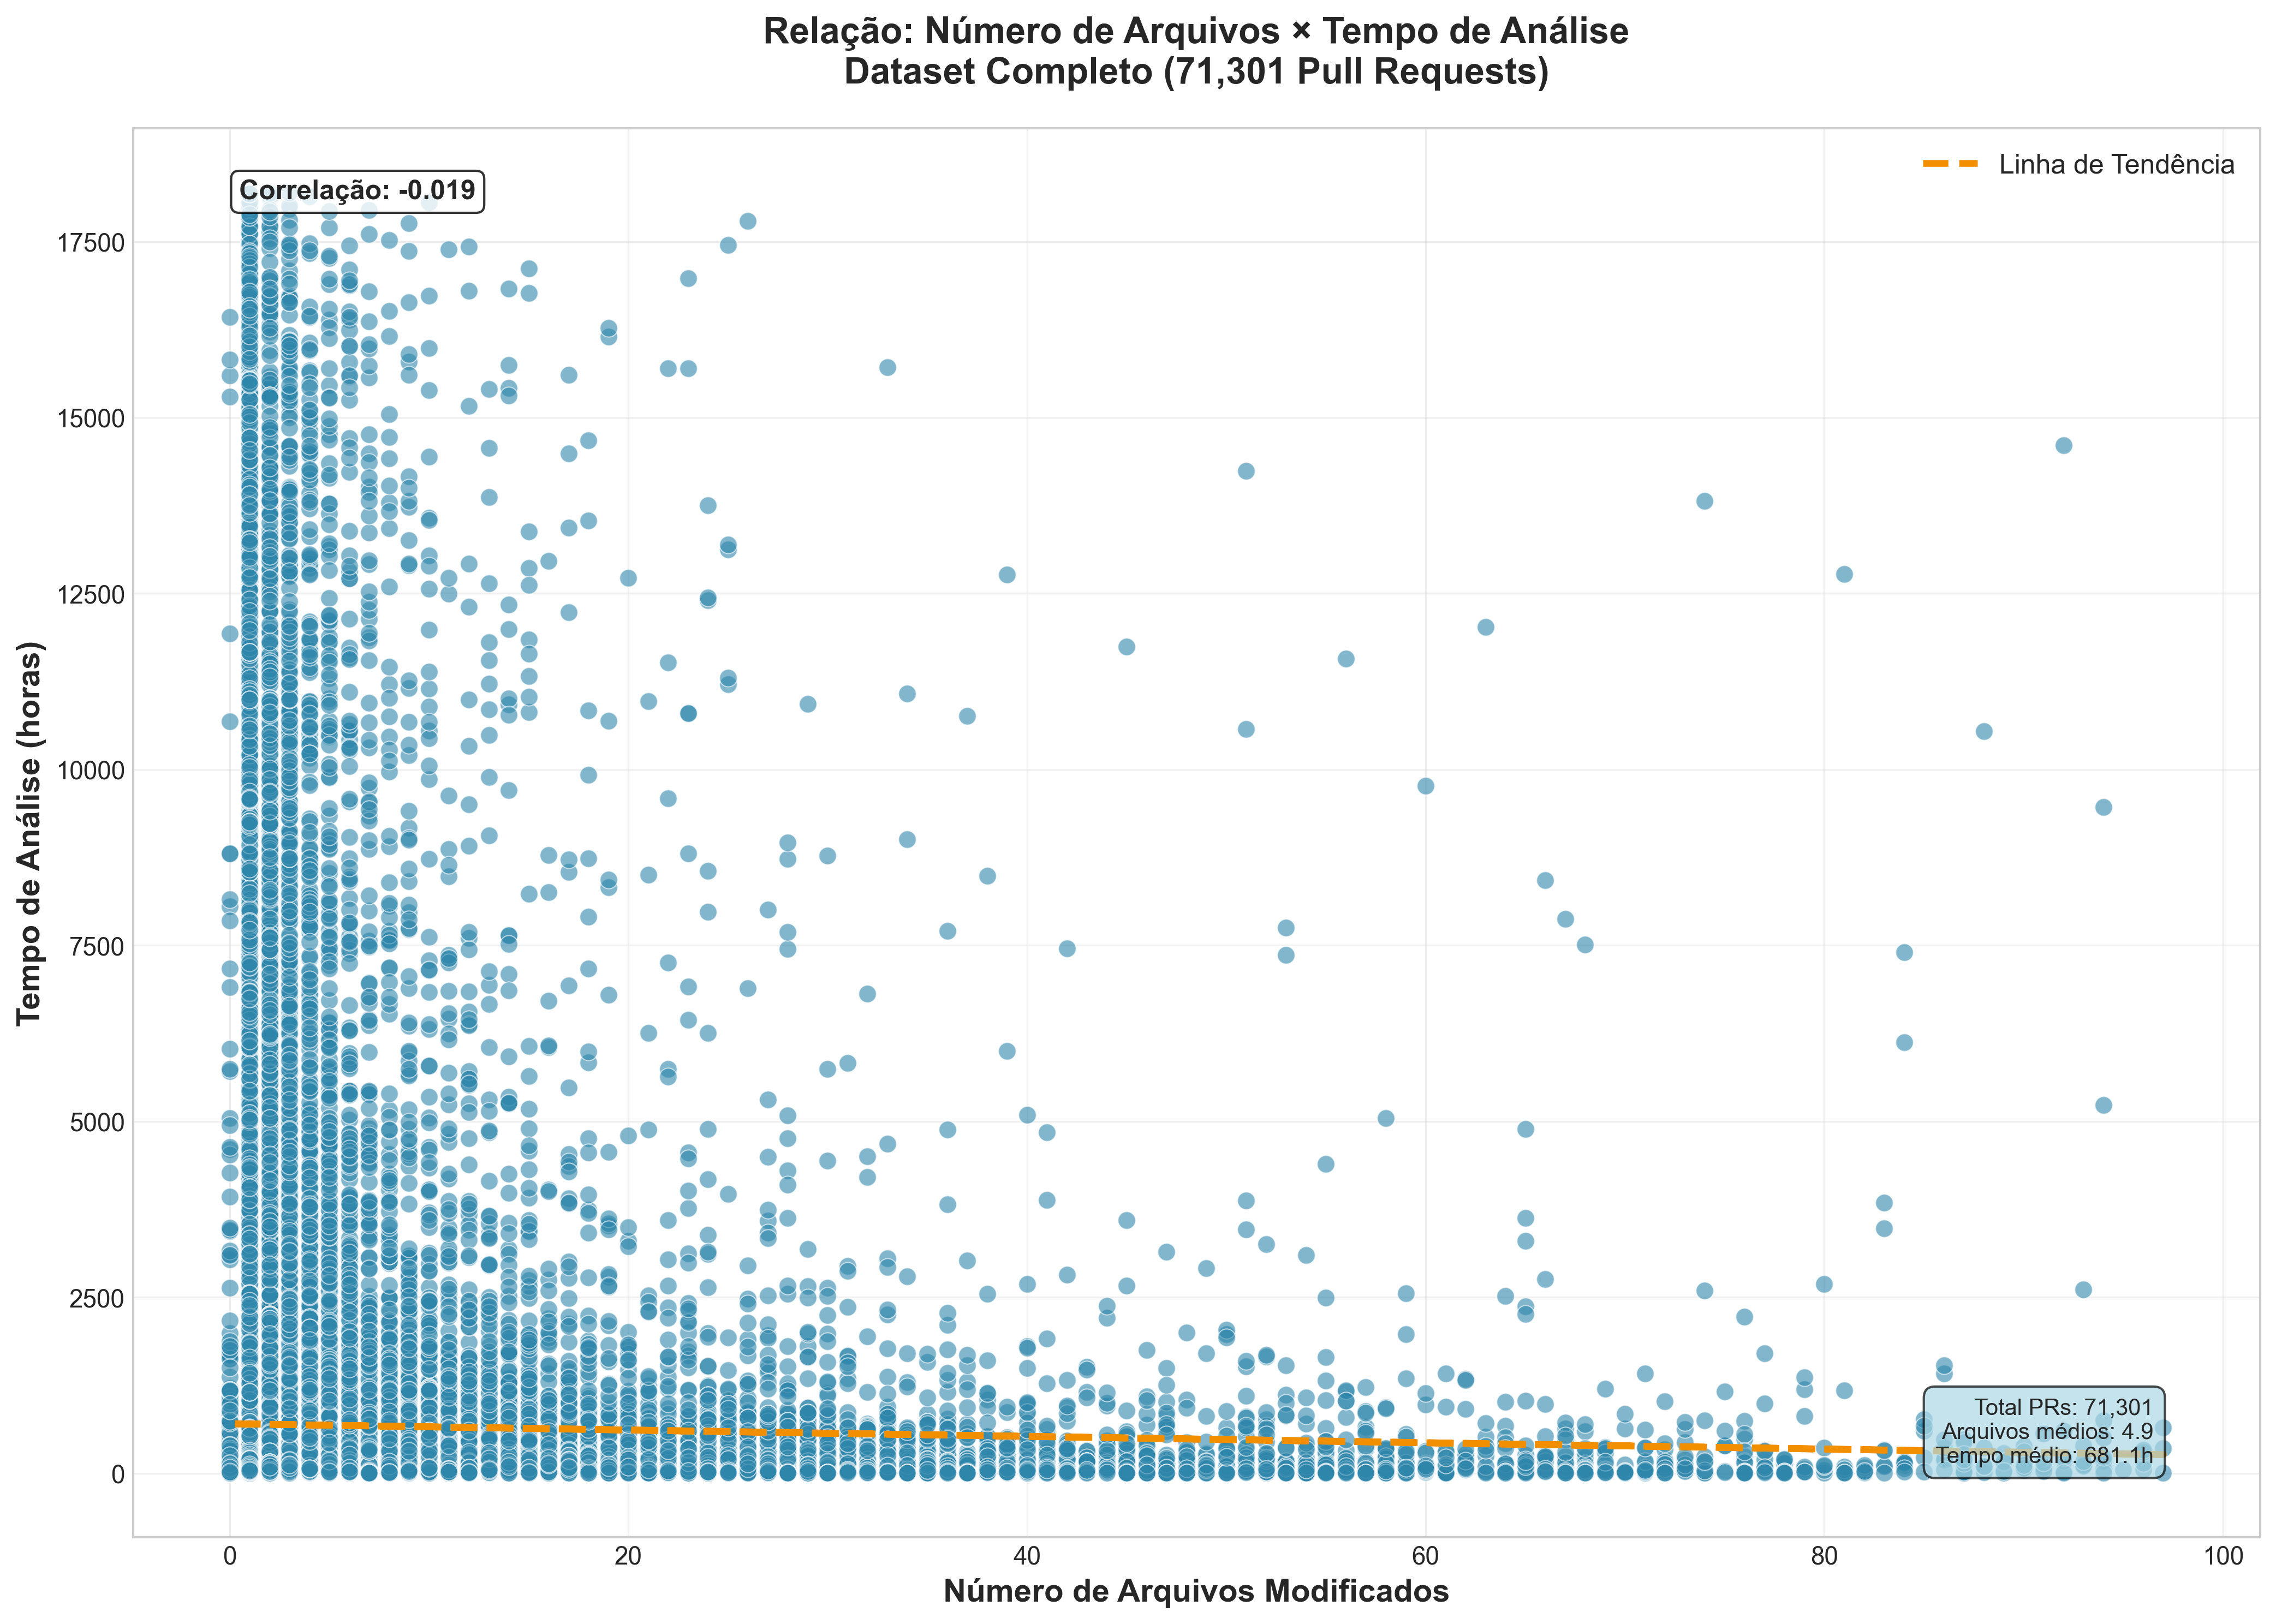 Relação: Número de Arquivos × Tempo de Análise
Dataset Completo (71,301 Pull Requests)
Correlação: -0.019
Linha de Tendência
Tempo de Análise (horas)
17500
15000
12500
10000
7500
5000
2500
0
Total PRs: 71,301
Arquivos médios: 4.9
Tempo médio: 681.1h
0
20
40
60
80
100
Número de Arquivos Modificados